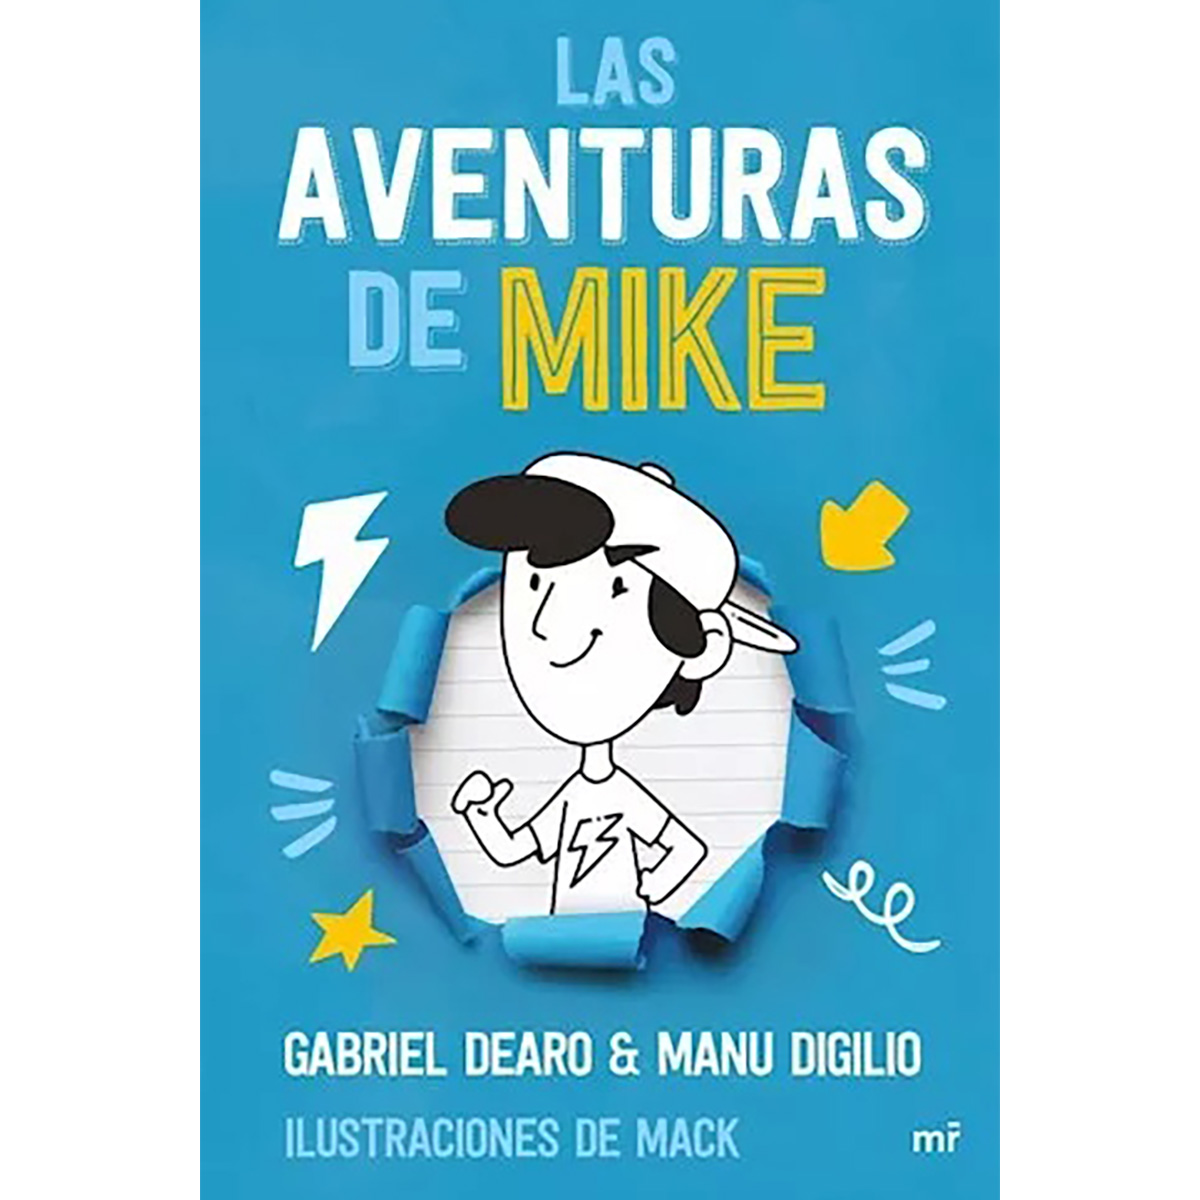 LAS
AVENTURAS
DE MIKE
GABRIEL DEARO & MANU DIGILIO
ILUSTRACIONES DE MACK
mr̄